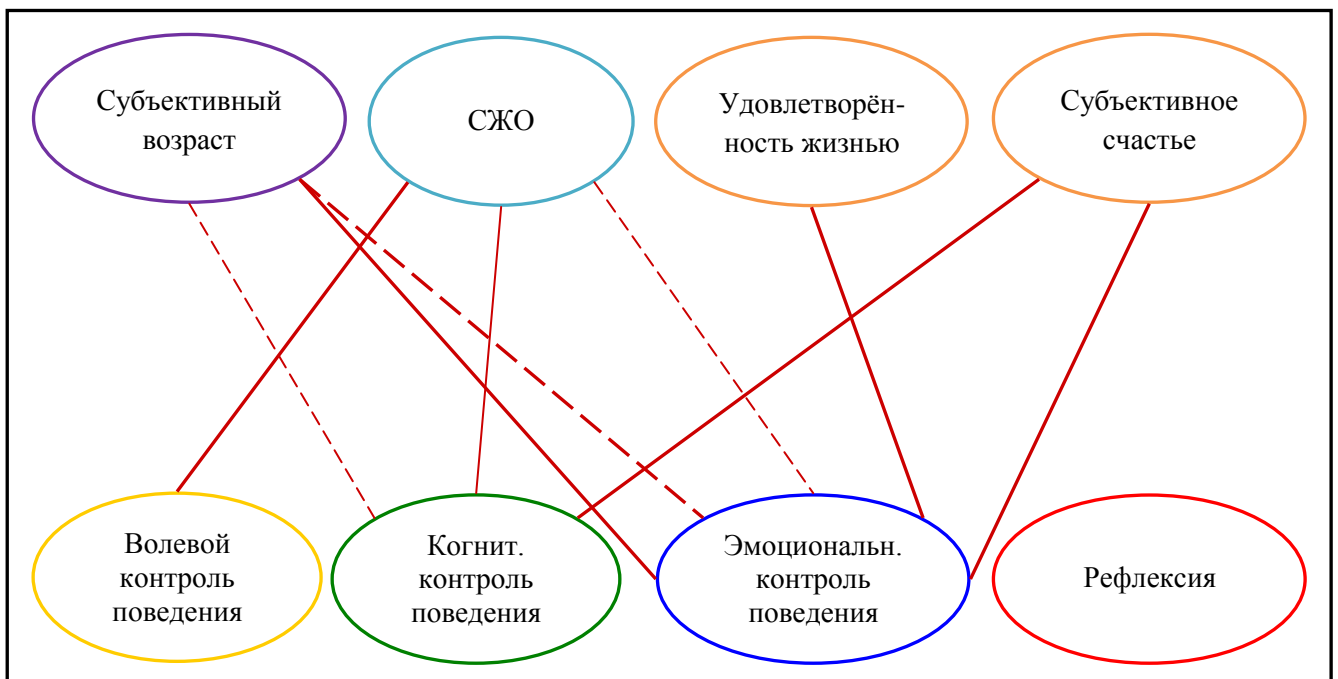 Субъективный
возраст
СЖО
Удовлетворён-
ность жизнью
Субъективное
счастье
Волевой
контроль
поведения
Когнит.
контроль
поведения
Эмоциональн.
контроль
поведения
Рефлексия